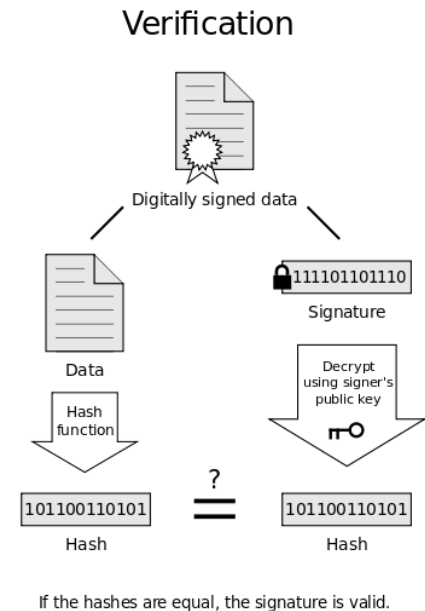 Verification
Digitally signed data
111101101110
Signature
Data
Decrypt
using signer's
public key
Hash
function
?
101100110101
101100110101
Hash
Hash
If the hashes are equal, the signature is valid.